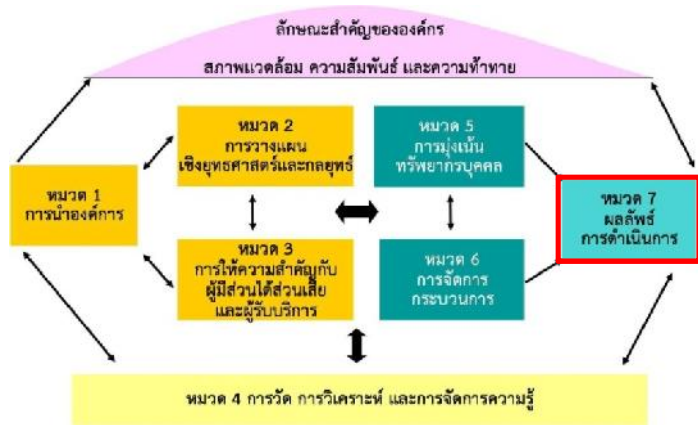 ลักษณะสำคัญขององค์กร
สภาพแวดล้อม ความสัมพันธ์ และความท้าทาย
หมวด 1
การนำองค์การ
หมวด 2
การวางแผน
เชิงยุทธศาสตร์และกลยุทธ์
หมวด 3
การให้ความสำคัญกับ
ผู้มีส่วนได้ส่วนเสีย
และผู้รับบริการ
หมวด 5
การมุ่งเน้น
ทรัพยากรบุคคล
หมวด 6
การจัดการ
กระบวนการ
หมวด 7
ผลลัพธ์
การดำเนินการ
หมวด 4 การวัด การวิเคราะห์ และการจัดการความรู้